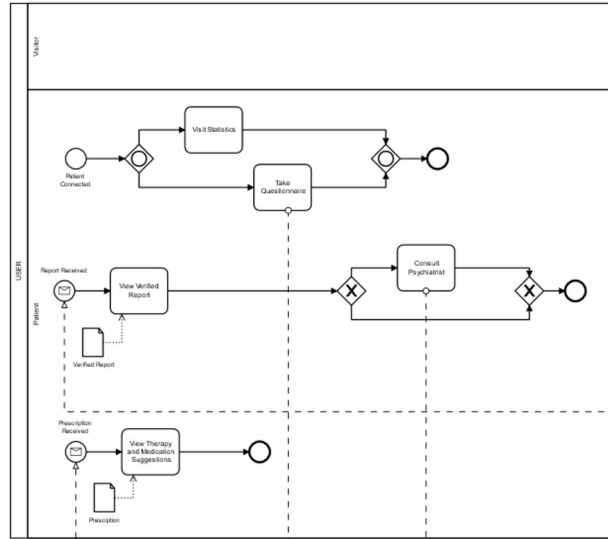 USER
Visitor
Patient
Visit Statistics
Patient
Connected
Take
Questionnaire
Report Received
View Verified
Report
Consult
Psychiatrist
Verified Report
Prescription
Received
View Therapy
and Medication
Suggestions
Presciption